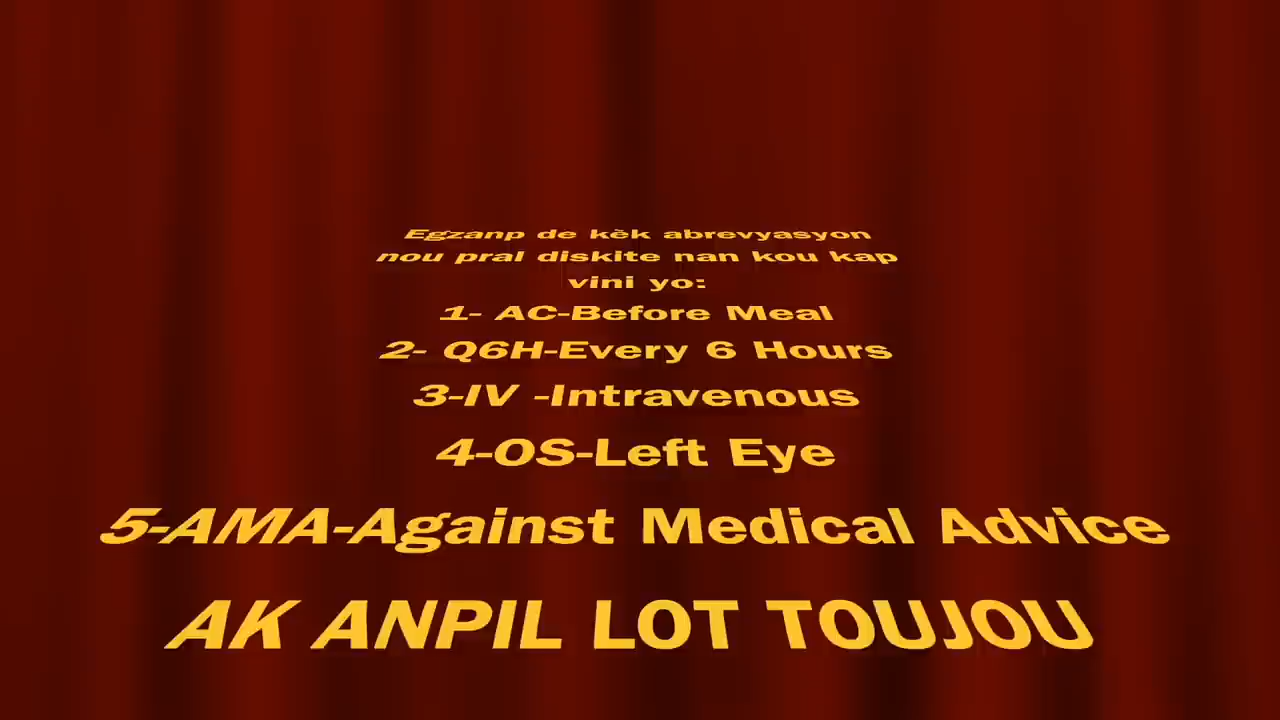 Egzanp de kèk abrevyasyon
nou pral diskite nan kou kap
vini yo:
1- AC-Before Meal
2- Q6H-Every 6 Hours
3-IV -Intravenous
4-OS-Left Eye
5-AMA-Against Medical Advice
AK ANPIL LOT TOUJOU